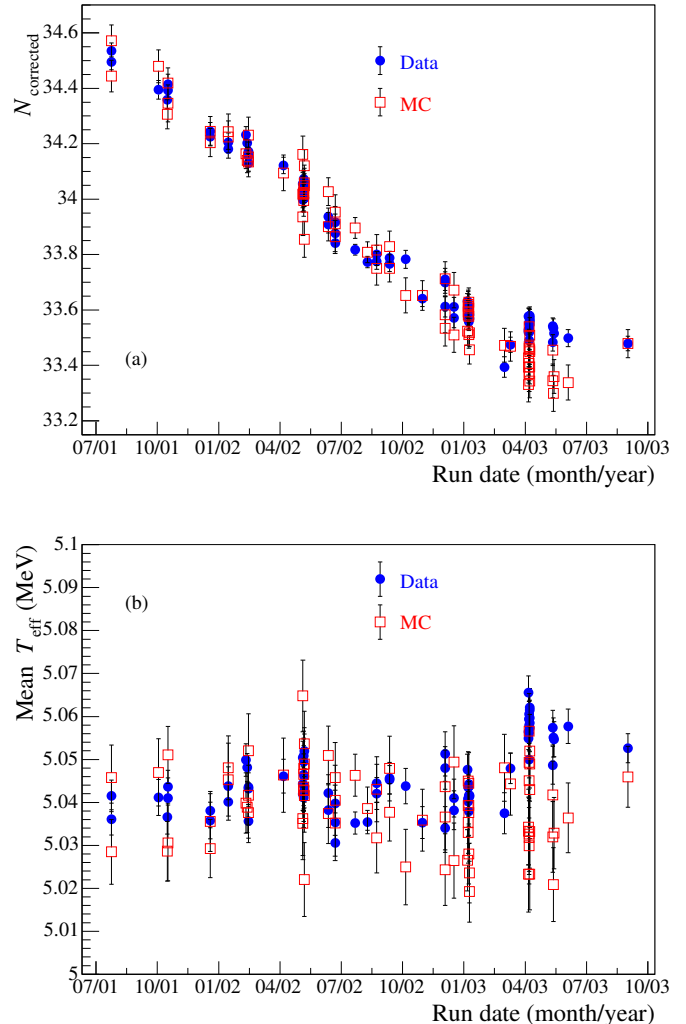 N corrected
34.6
34.4
34.2
34
33.8
33.6
33.4
33.2
Data
MC
(a)
07/01 10/01 01/02 04/02 07/02 10/02 01/03 04/03 07/03 10/03
Run date (month/year)
Mean T eff (MeV)
5.1
5.09
5.08
5.07
5.06
5.05
5.04
5.03
5.02
5.01
5
Data
MC
(b)
07/01 10/01 01/02 04/02 07/02 10/02 01/03 04/03 07/03 10/03
Run date (month/year)